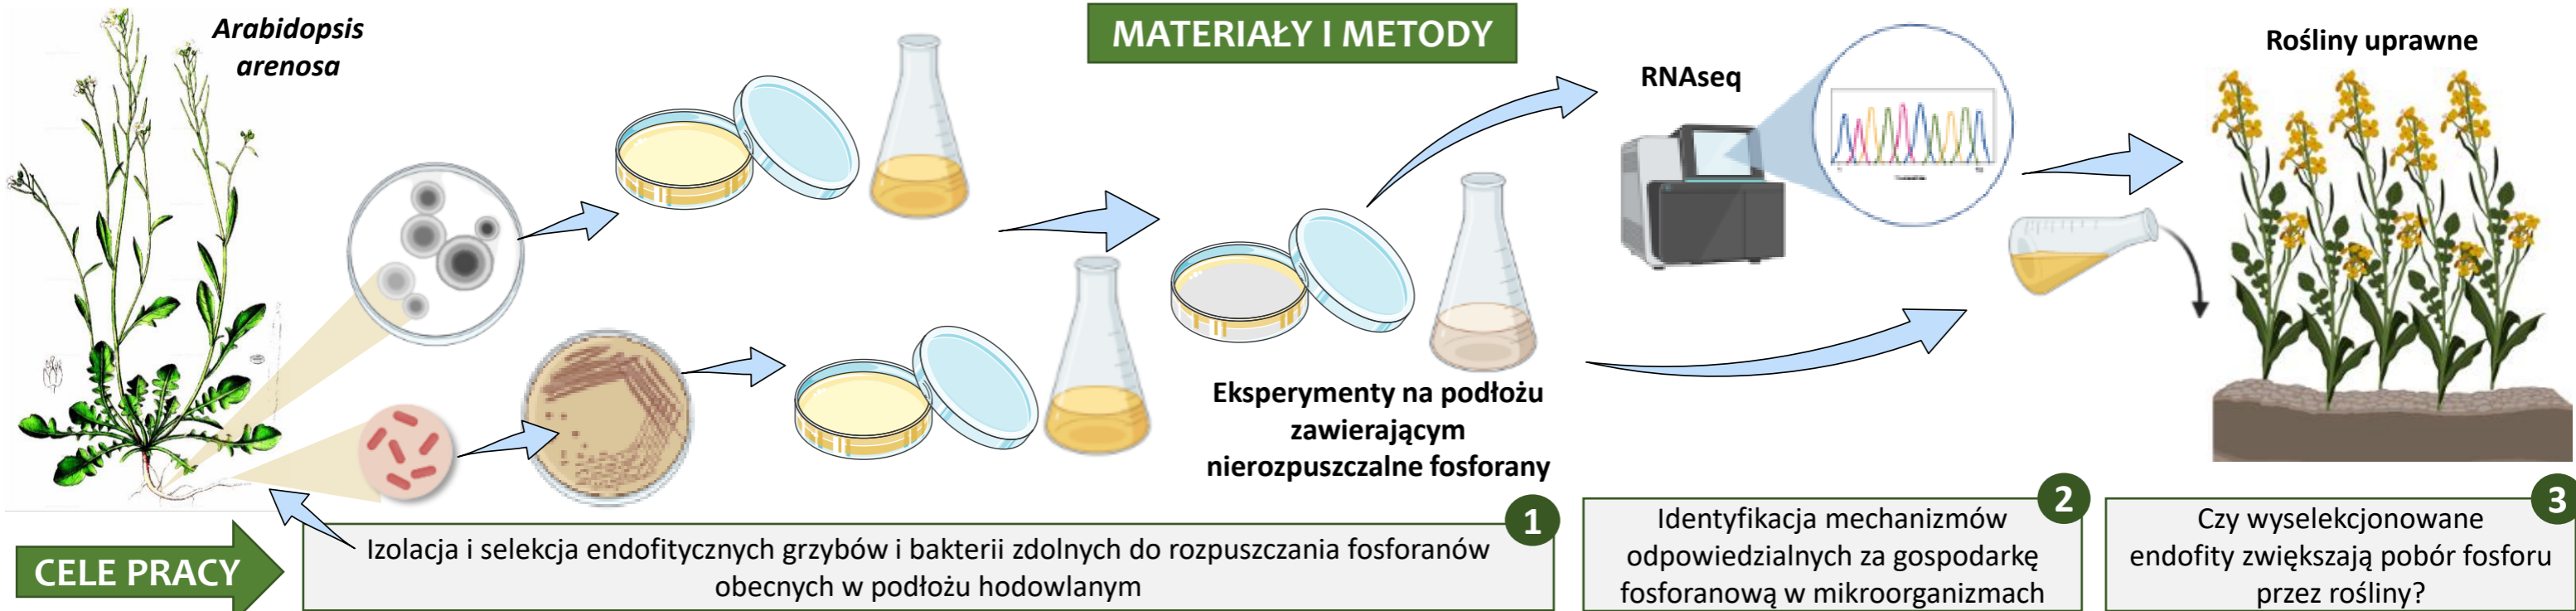 MATERIAŁY I METODY
Arabidopsis
arenosa
RNAseq
Rośliny uprawne
Eksperymenty na podłożu
zawierającym
nierozpuszczalne fosforany
CELE PRACY
1
Izolacja i selekcja endofitycznych grzybów i bakterii zdolnych do rozpuszczania fosforanów
obecnych w podłożu hodowlanym
2
Identyfikacja mechanizmów
odpowiedzialnych za gospodarkę
fosforanową w mikroorganizmach
3
Czy wyselekcjonowane
endofity zwiększają pobór fosforu
przez rośliny?